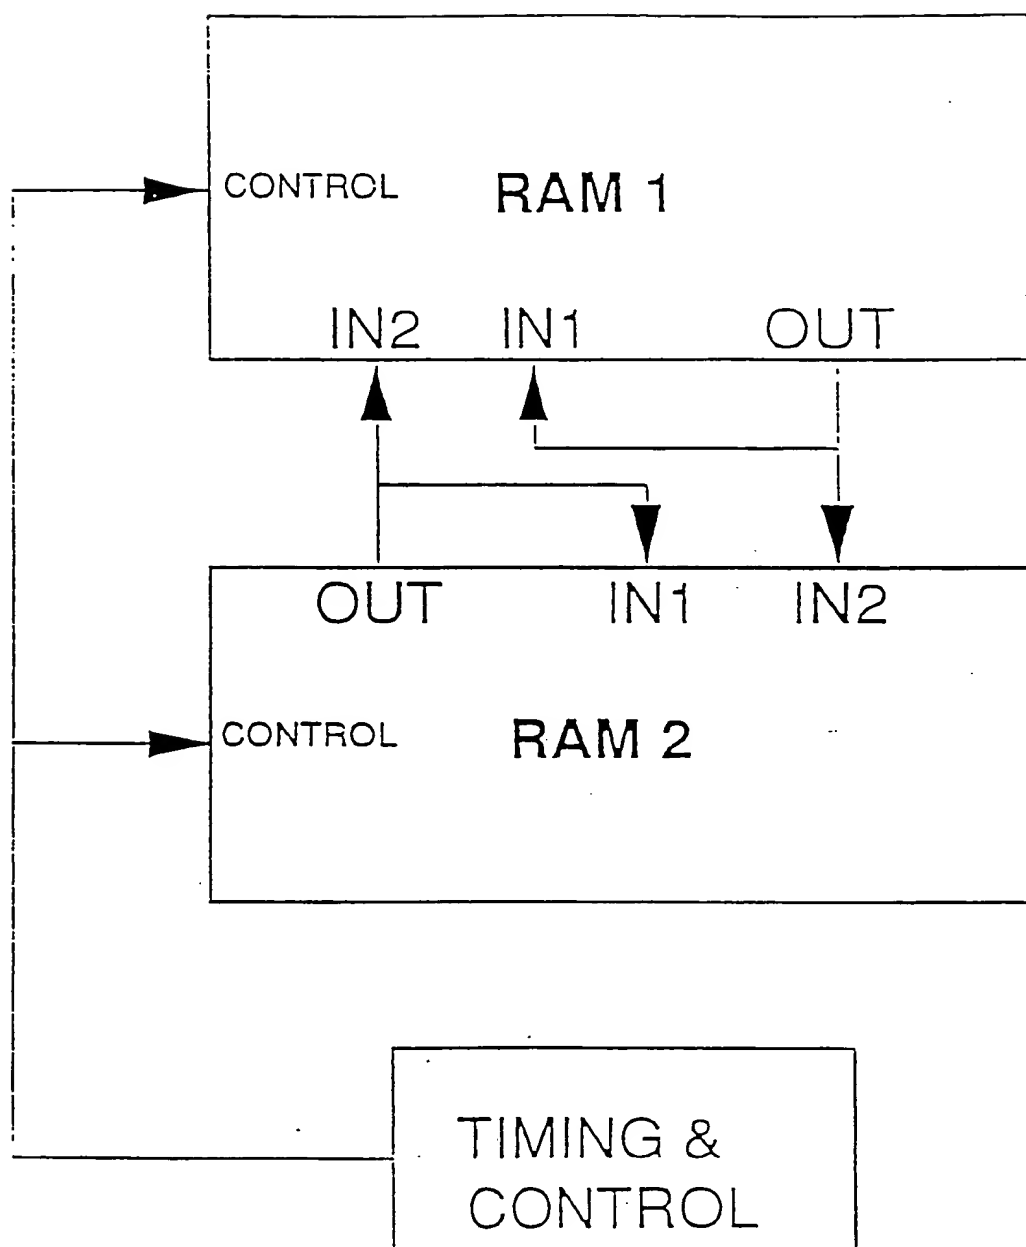 CONTROL RAM 1
IN2 IN1 OUT
OUT IN1 IN2
CONTROL RAM 2
TIMING &
CONTROL